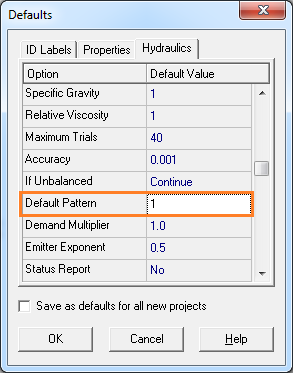 Defaults
ID Labels Properties Hydraulics
Option Default Value
Specific Gravity 1
Relative Viscosity 1
Maximum Trials 40
Accuracy 0.001
If Unbalanced Continue
Default Pattern 1
Demand Multiplier 1.0
Emitter Exponent 0.5
Status Report No
Save as defaults for all new projects
OK Cancel Help